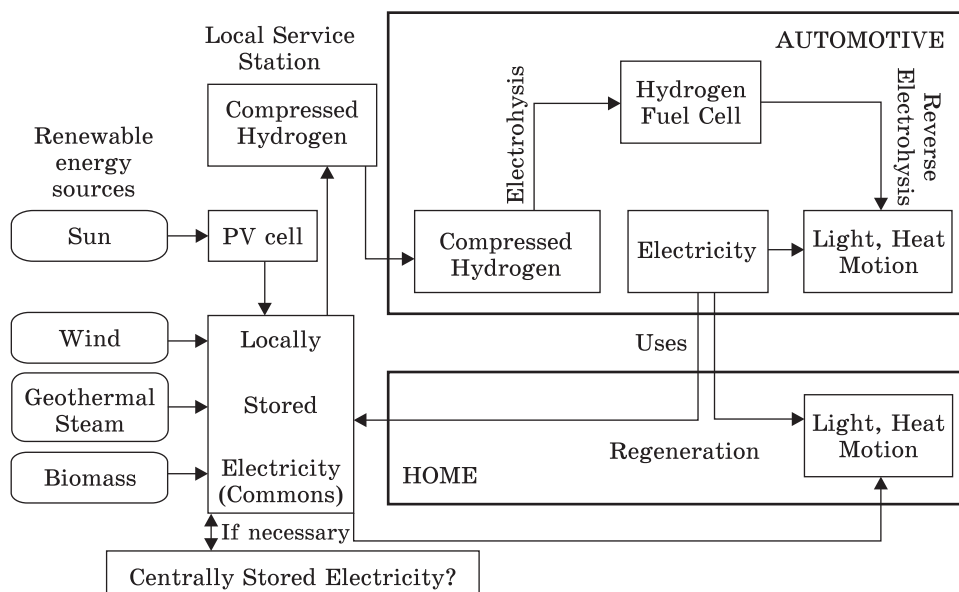 Local Service
Station
Compressed
Hydrogen
Renewable
energy
sources
Sun
PV cell
Wind
Geothermal
Steam
Biomass
Locally
Stored
Electricity
(Commons)
If necessary
Centrally Stored Electricity?
AUTOMOTIVE
Electrohysis
Hydrogen
Fuel Cell
Reverse
Electrohysis
Compressed
Hydrogen
Electricity
Light, Heat
Motion
Uses
Regeneration
HOME
Light, Heat
Motion